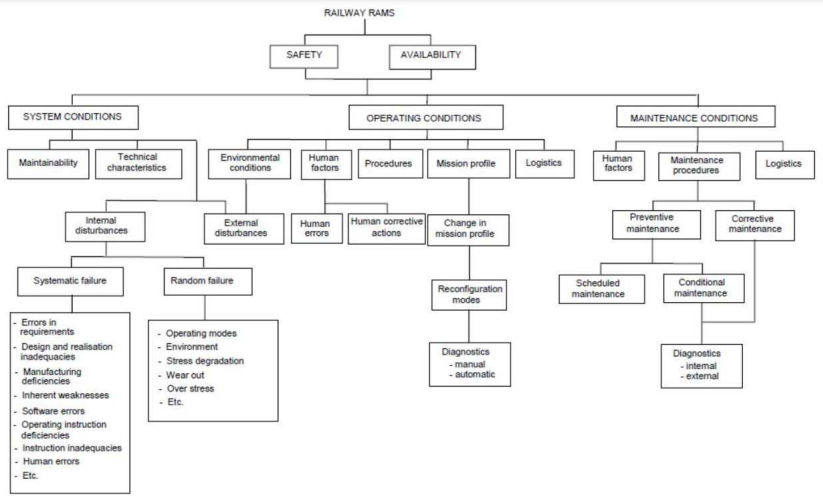 RAILWAY RAMS
SAFETY
AVAILABILITY
SYSTEM CONDITIONS
OPERATING CONDITIONS
MAINTENANCE CONDITIONS
Maintainability
Technical
characteristics
Environmental
conditions
Human
factors
Procedures
Mission profile
Logistics
Human
factors
Maintenance
procedures
Logistics
Internal
disturbances
External
disturbances
Human
errors
Human corrective
actions
Change in
mission profile
Preventive
maintenance
Corrective
maintenance
Systematic failure
Random failure
Reconfiguration
modes
Scheduled
maintenance
Conditional
maintenance
- Errors in
requirements
- Design and realisation
inadequacies
- Manufacturing
deficiencies
- Inherent weaknesses
- Software errors
- Operating instruction
deficiencies
- Instruction inadequacies
- Human errors
- Etc.
- Operating modes
- Environment
- Stress degradation
- Wear out
- Over stress
- Etc.
Diagnostics
- manual
- automatic
Diagnostics
- internal
- external